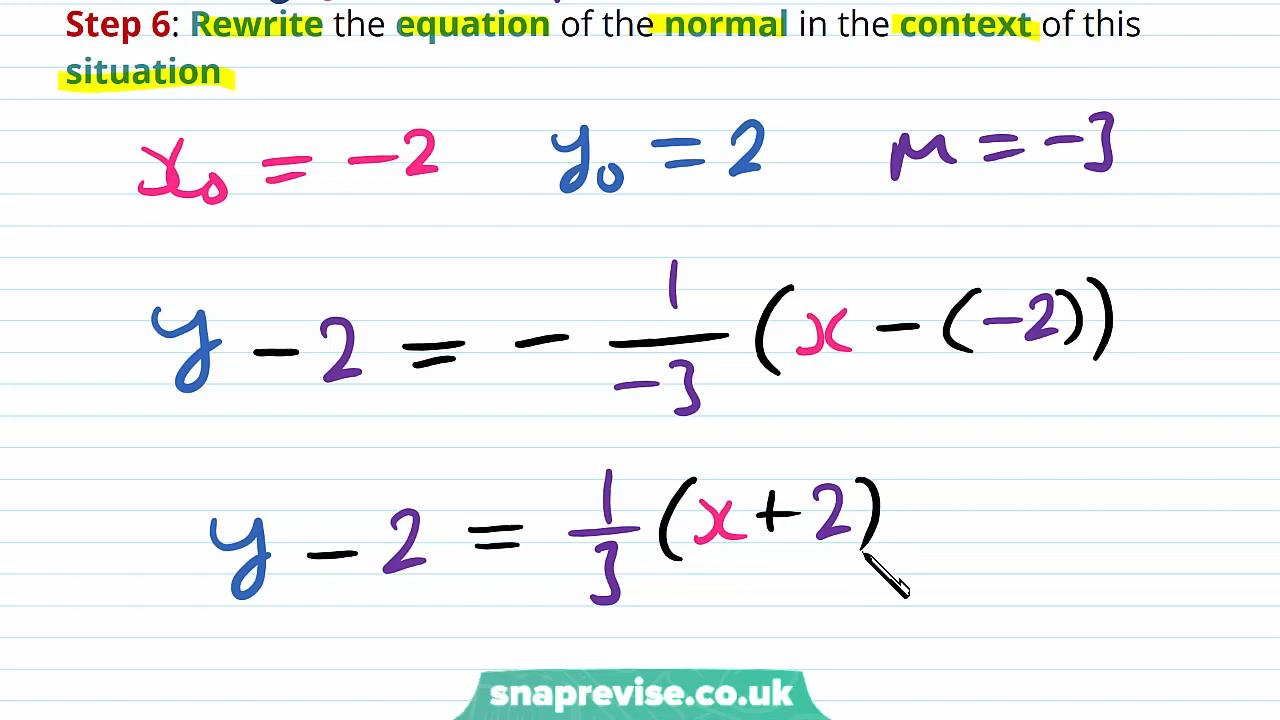 Step 6: Rewrite the equation of the normal in the context of this
situation
x₀ = -2 y₀ = 2 m = -3
y - 2 = - 1/-3 (x - (-2))
y - 2 = 1/3 (x + 2)
snaprevise.co.uk